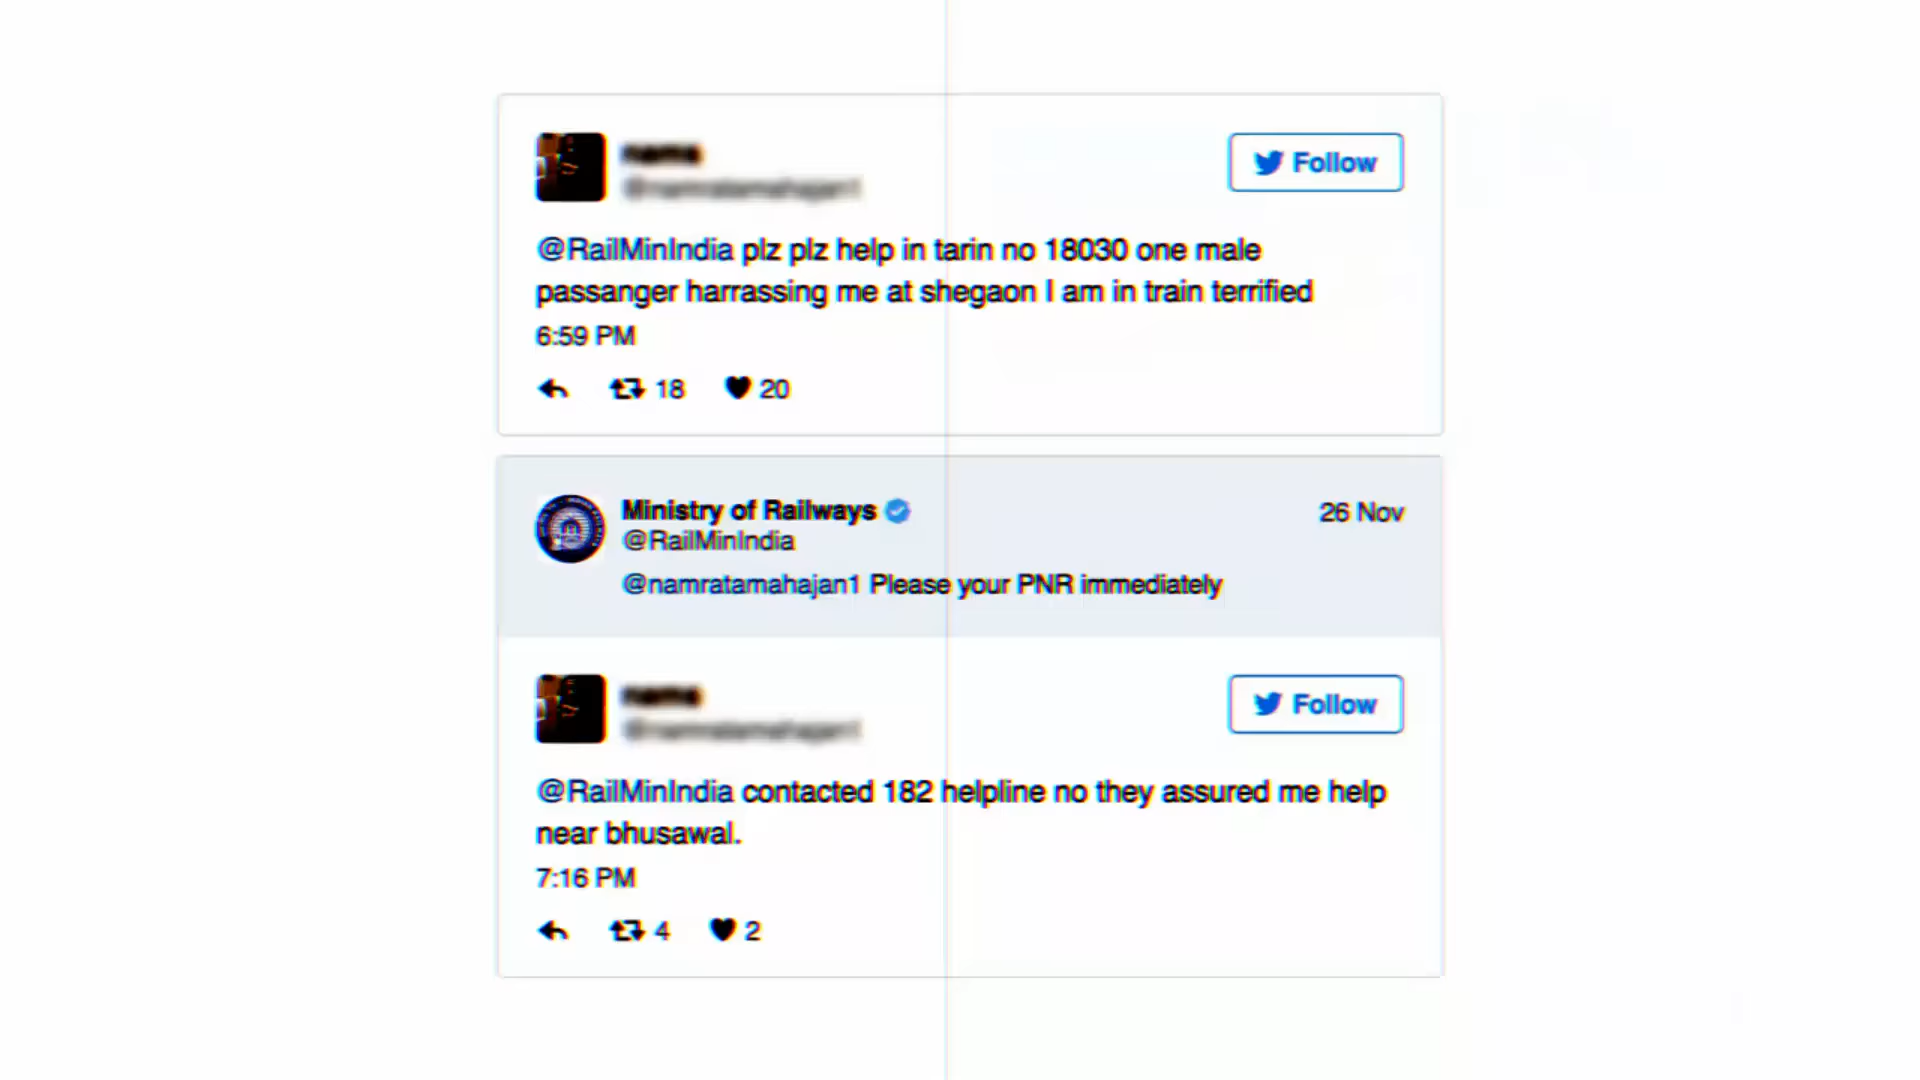 Follow
@RailMinIndia plz plz help in tarin no 18030 one male
passanger harrassing me at shegaon I am in train terrified
6:59 PM
18 20
Ministry of Railways 26 Nov
@RailMinIndia
@namratamahajan1 Please your PNR immediately
Follow
@RailMinIndia contacted 182 helpline no they assured me help
near bhusawal.
7:16 PM
4 2